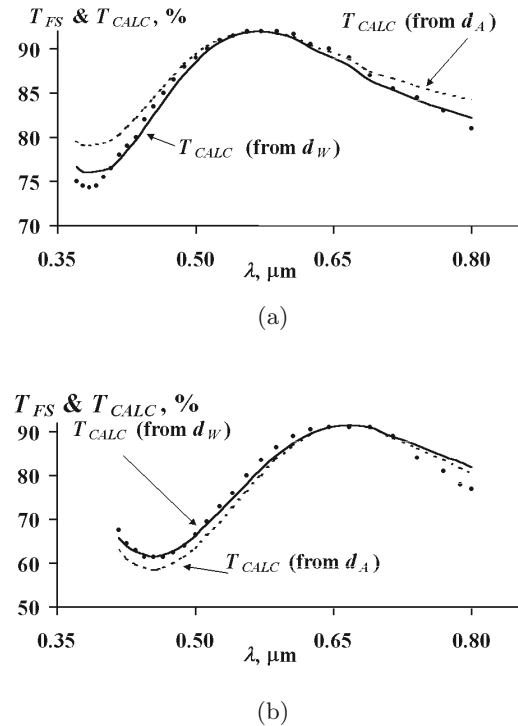 T_FS & T_CALC, %
T_CALC
(from d_A)
90
85
80
75
70
T_CALC (from d_W)
0.35
0.50
0.65
0.80
λ, μm
(a)
T_FS & T_CALC, %
T_CALC (from d_W)
90
80
70
60
50
T_CALC (from d_A)
0.35
0.50
0.65
0.80
λ, μm
(b)